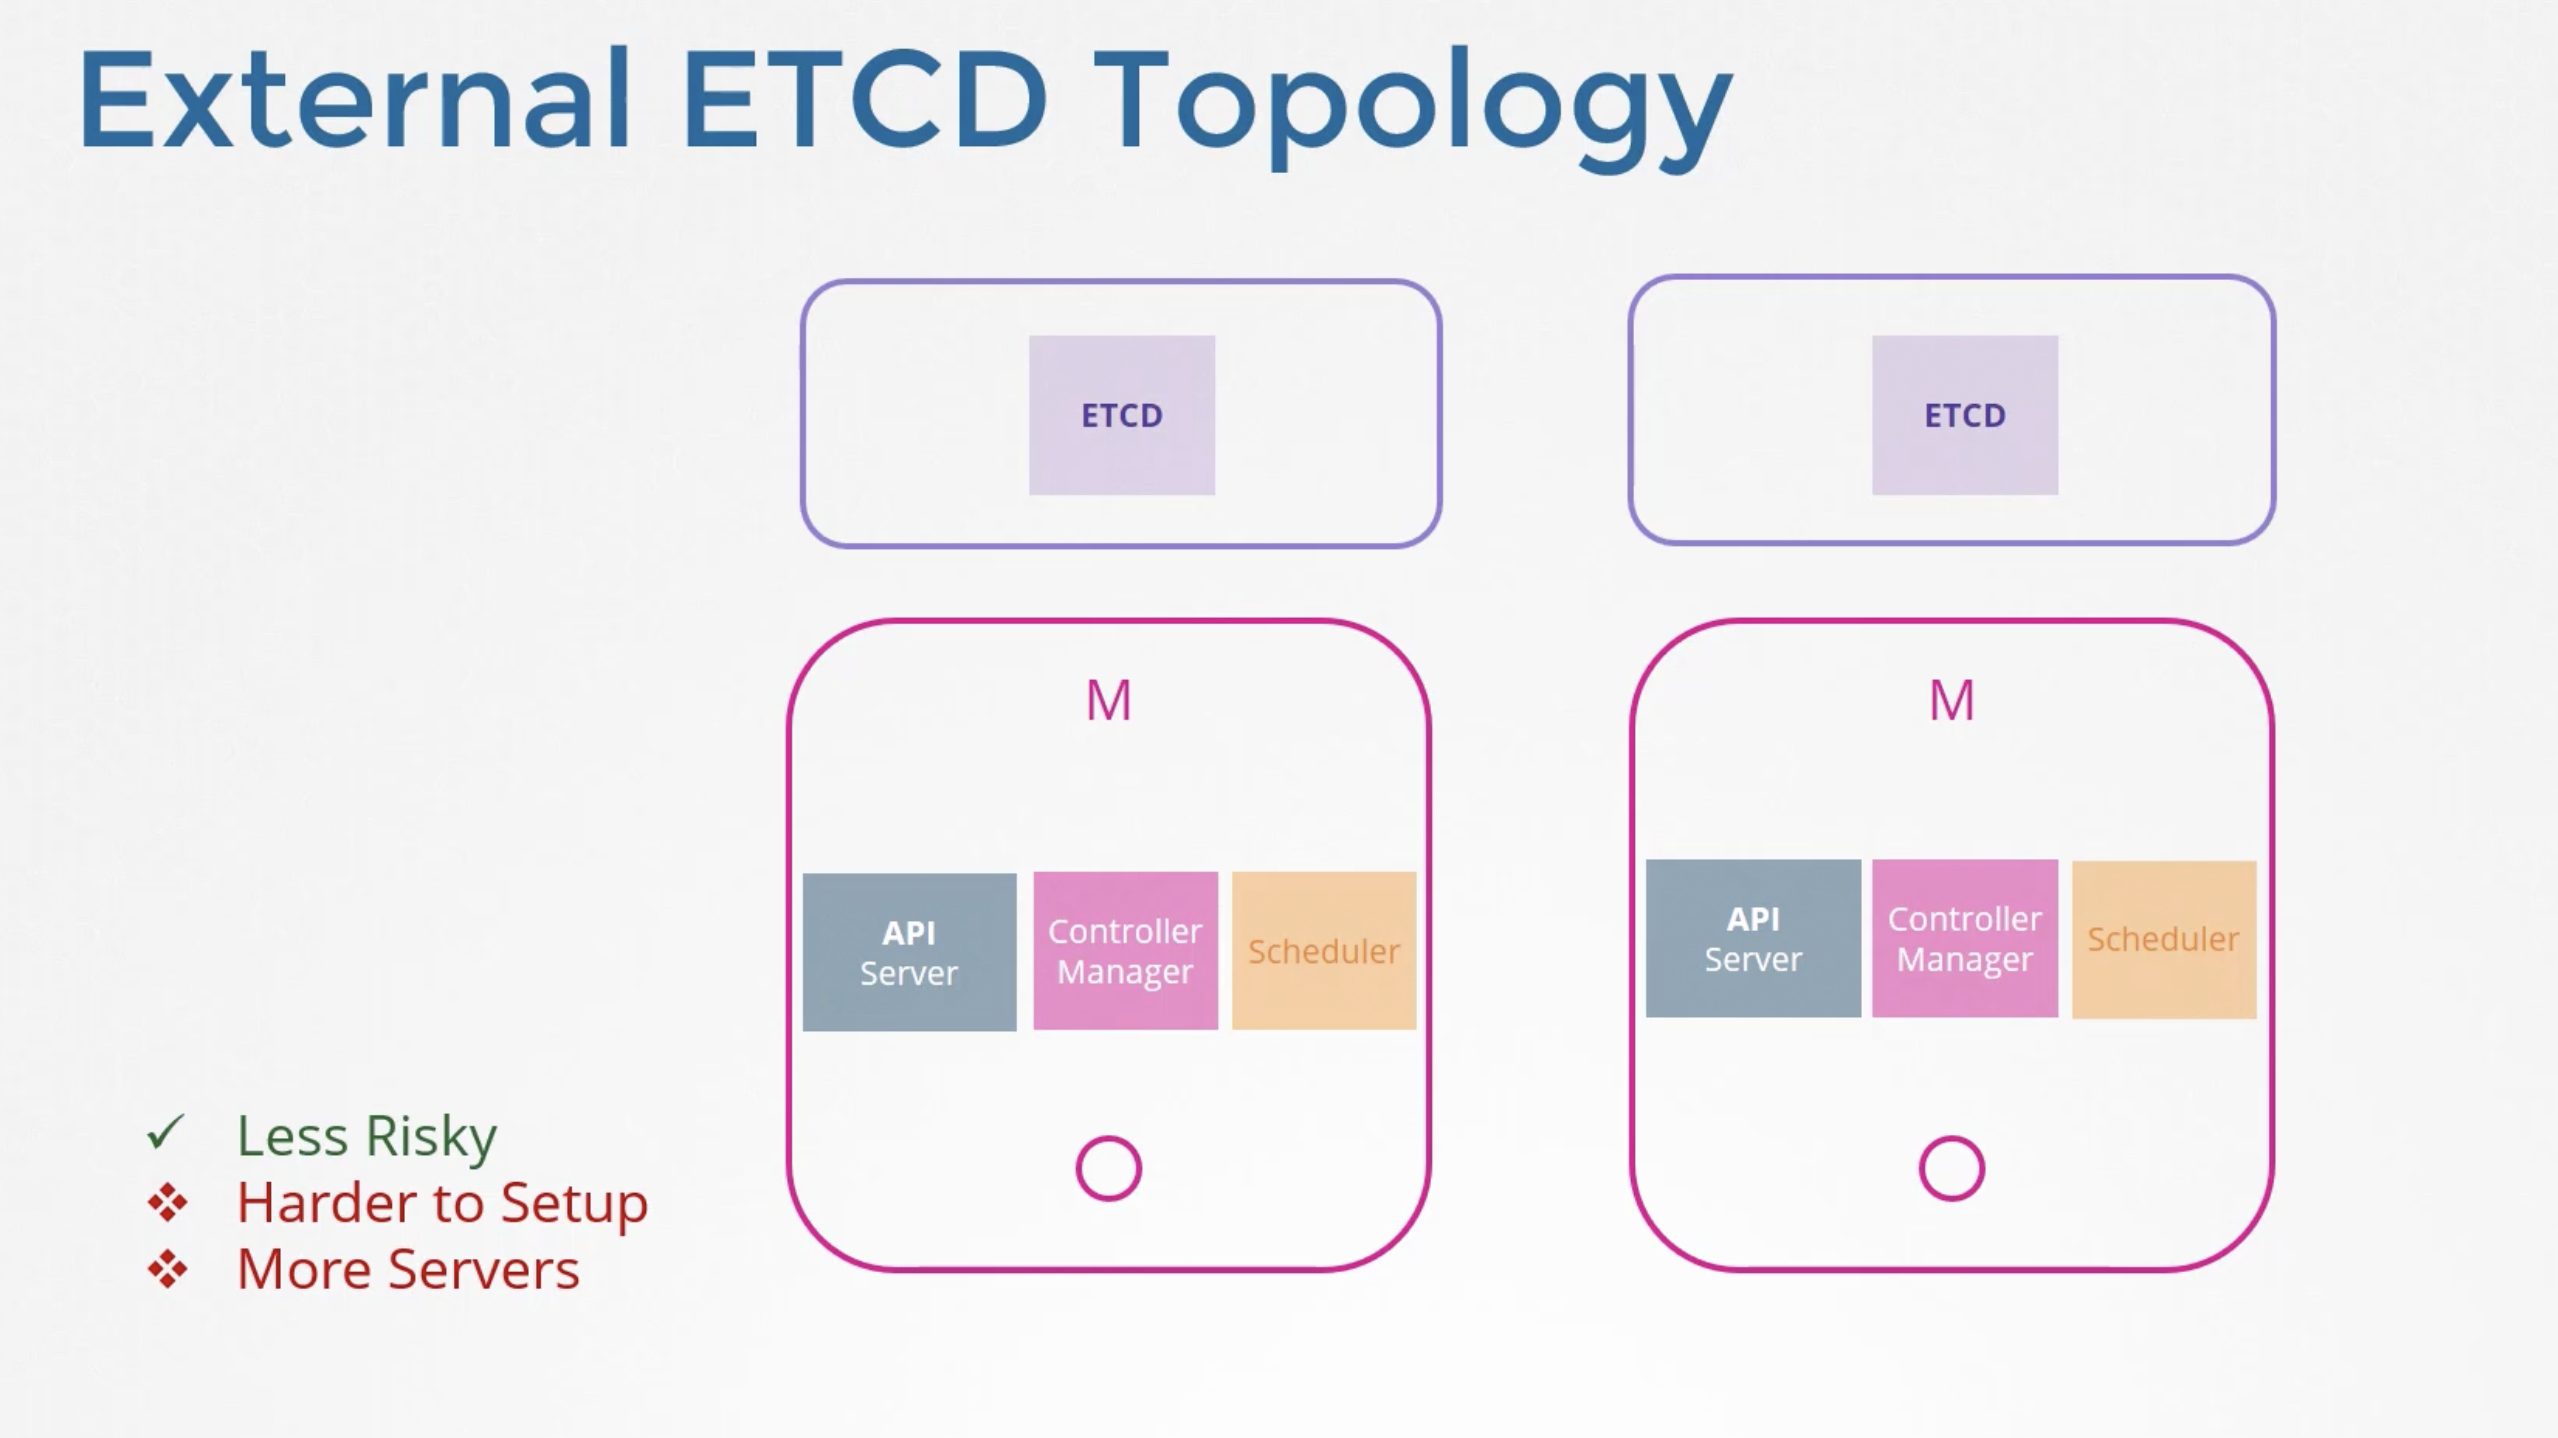 External ETCD Topology
ETCD
ETCD
M
M
API
Server
Controller
Manager
Scheduler
API
Server
Controller
Manager
Scheduler
✓ Less Risky
❖ Harder to Setup
❖ More Servers